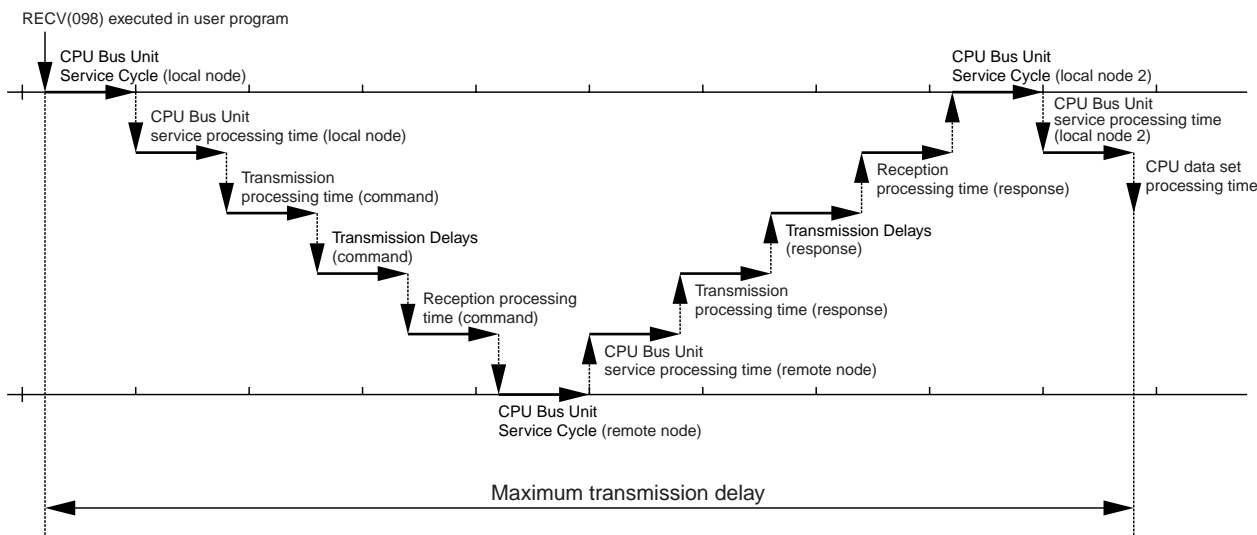 RECV(098) executed in user program
CPU Bus Unit
Service Cycle (local node)
CPU Bus Unit
service processing time (local node)
Transmission
processing time (command)
Transmission Delays
(command)
Reception processing
time (command)
CPU Bus Unit
Service Cycle (remote node)
CPU Bus Unit
service processing time (remote node)
Transmission
processing time (response)
Transmission Delays
(response)
Reception
processing time (response)
CPU Bus Unit
Service Cycle (local node 2)
CPU Bus Unit
service processing time
(local node 2)
CPU data set
processing time
Maximum transmission delay